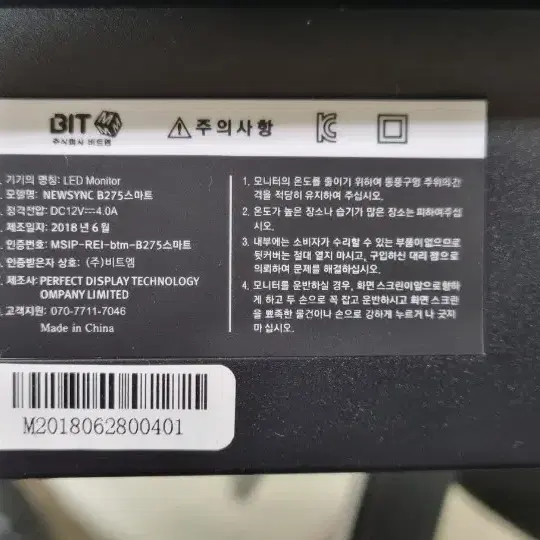 BIT M
주식회사 비트엠
주의사항
기기의 명칭: LED Monitor
모델명: NEWSYNC B275스마트
정격전압: DC12V⎓4.0A
제조일자: 2018 년 6 월
인증번호: MSIP-REI-btm-B275스마트
인증받은자 상호: (주)비트엠
제조사: PERFECT DISPLAY TECHNOLOGY
OMPANY LIMITED
고객지원: 070-7711-7046
Made in China
1. 모니터의 온도를 줄이기 위하여 통풍구멍 주위의간
격을 적당히 유지하여 주십시오.
2. 온도가 높은 장소나 습기가 많은 장소는 피하여주십
시오.
3. 내부에는 소비자가 수리할 수 있는 부품이 없으므로
뒷커버는 절대 열지 마시고, 구입하신 대리 점으로
의뢰하여 문제를 해결하십시오.
4. 모니터를 운반하실 경우, 화면 스크린이앞으로향하
게 하고 두 손으로 꼭 잡고 운반하시고 화면 스크린
을 뾰족한 물건이나 손으로 강하게 누르거 나 긋지
마십시오.
M2018062800401